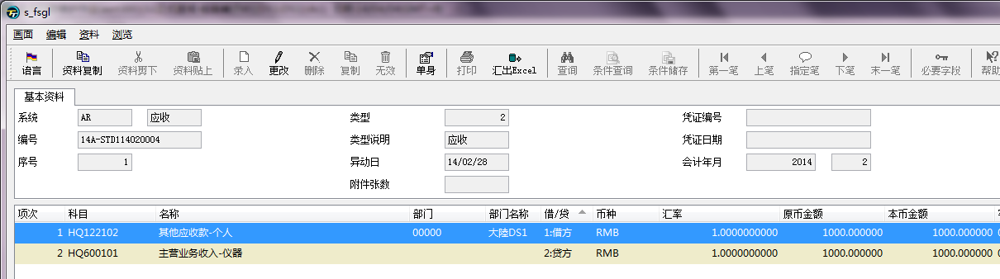 s_fsgl
画面 编辑 资料 浏览
语言 资料复制 资料剪下 资料贴上 录入 更改 删除 复制 无效 单身 打印 汇出Excel 查询 条件查询 条件储存 第一笔 上笔 指定笔 下笔 末一笔 必要字段 帮助
基本资料
系统 AR 应收 类型 2 凭证编号
编号 14A-STD114020004 类型说明 应收 凭证日期
序号 1 异动日 14/02/28 会计年月 2014 2
附件张数
项次 科目 名称 部门 部门名称 借/贷 币种 汇率 原币金额 本币金额
1 HQ122102 其他应收款-个人 00000 大陸DS1 1:借方 RMB 1.0000000000 1000.000000 1000.000000
2 HQ600101 主营业务收入-仪器 2:贷方 RMB 1.0000000000 1000.000000 1000.000000